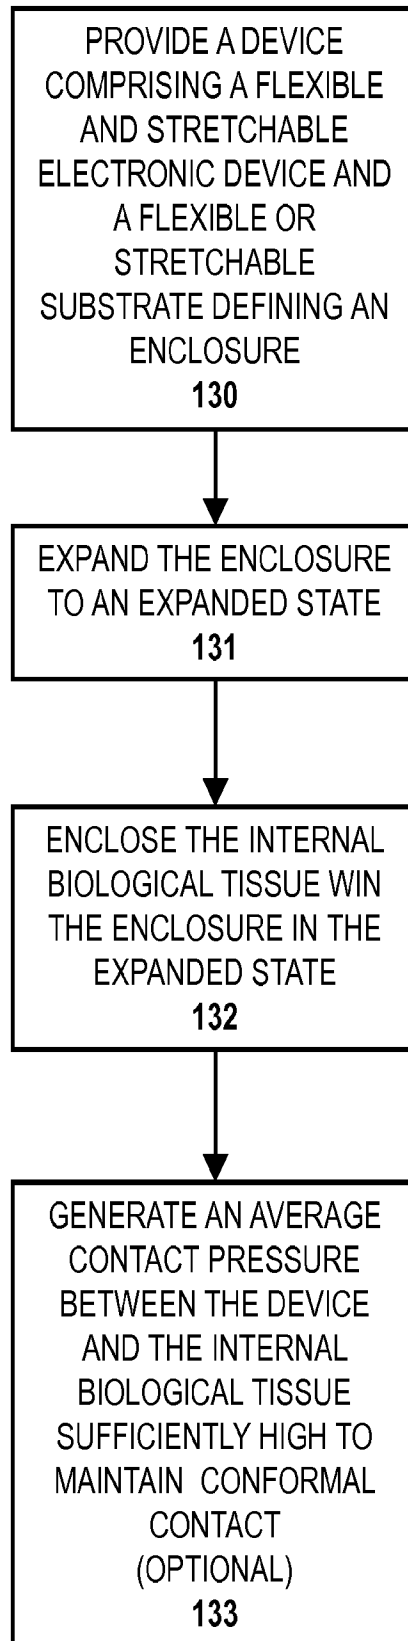 PROVIDE A DEVICE
COMPRISING A FLEXIBLE
AND STRETCHABLE
ELECTRONIC DEVICE AND
A FLEXIBLE OR
STRETCHABLE
SUBSTRATE DEFINING AN
ENCLOSURE
130
EXPAND THE ENCLOSURE
TO AN EXPANDED STATE
131
ENCLOSE THE INTERNAL
BIOLOGICAL TISSUE WIN
THE ENCLOSURE IN THE
EXPANDED STATE
132
GENERATE AN AVERAGE
CONTACT PRESSURE
BETWEEN THE DEVICE
AND THE INTERNAL
BIOLOGICAL TISSUE
SUFFICIENTLY HIGH TO
MAINTAIN CONFORMAL
CONTACT
(OPTIONAL)
133